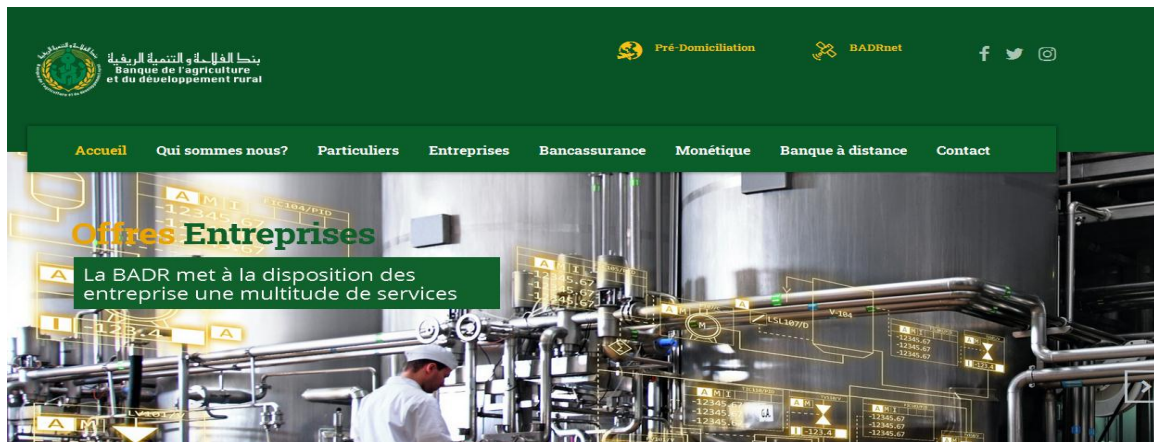 بنك الفلاحة و التنمية الريفية
Banque de l'agriculture
et du développement rural
Pré-Domiciliation
BADRnet
Accueil
Qui sommes nous?
Particuliers
Entreprises
Bancassurance
Monétique
Banque à distance
Contact
Offres Entreprises
La BADR met à la disposition des
entreprise une multitude de services